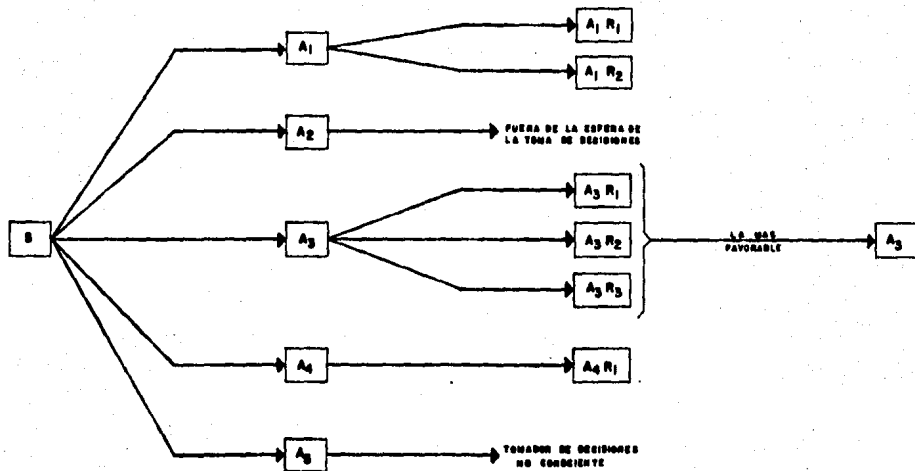 A1 R1
A1
A1 R2
A2
FUERA DE LA ESFERA DE
LA TOMA DE DECISIONES
A3 R1
S
A3
A3 R2
LA MAS
FAVORABLE
A3
A3 R3
A4
A4 R1
A5
TOMADOR DE DECISIONES
NO CONSCIENTE